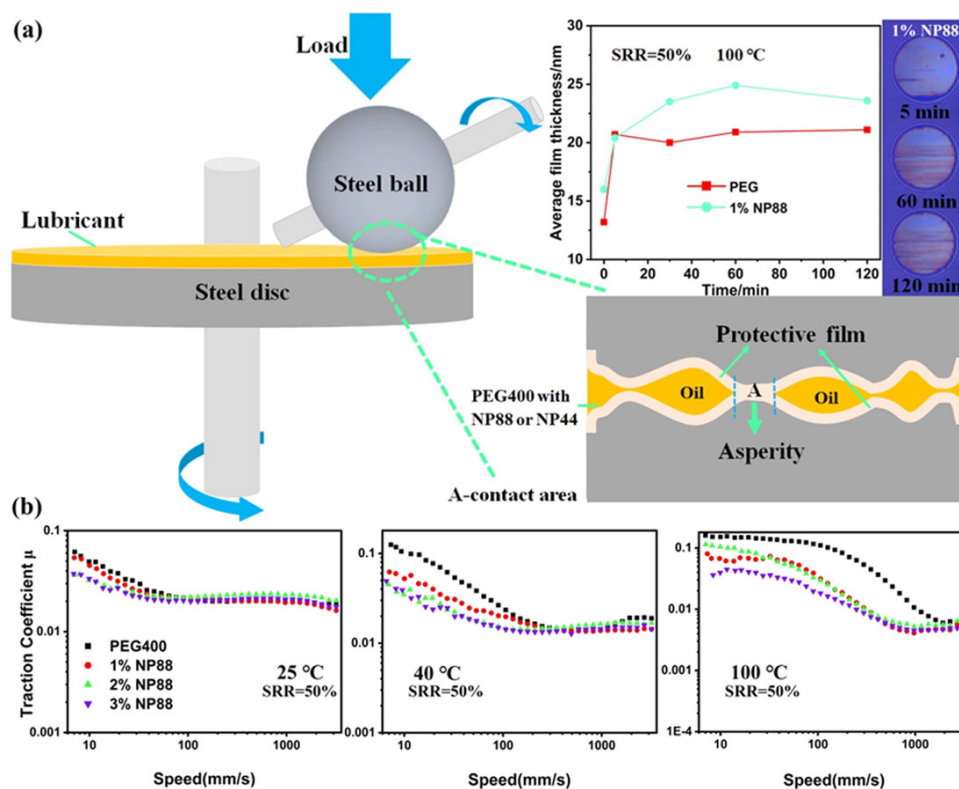 (a)
Load
Steel ball
Lubricant
Steel disc
A-contact area
Average film thickness/nm
30
25
20
15
10
SRR=50% 100 °C
PEG
1% NP88
0 20 40 60 80 100 120
Time/min
1% NP88
5 min
60 min
120 min
Protective film
PEG400 with
NP88 or NP44
Oil
A
Oil
Asperity
(b)
Traction Coefficient μ
0.1
0.01
0.001
PEG400
1% NP88
2% NP88
3% NP88
25 °C
SRR=50%
10 100 1000
Speed(mm/s)
0.1
0.01
0.001
40 °C
SRR=50%
10 100 1000
Speed(mm/s)
0.1
0.01
0.001
1E-4
100 °C
SRR=50%
10 100 1000
Speed(mm/s)